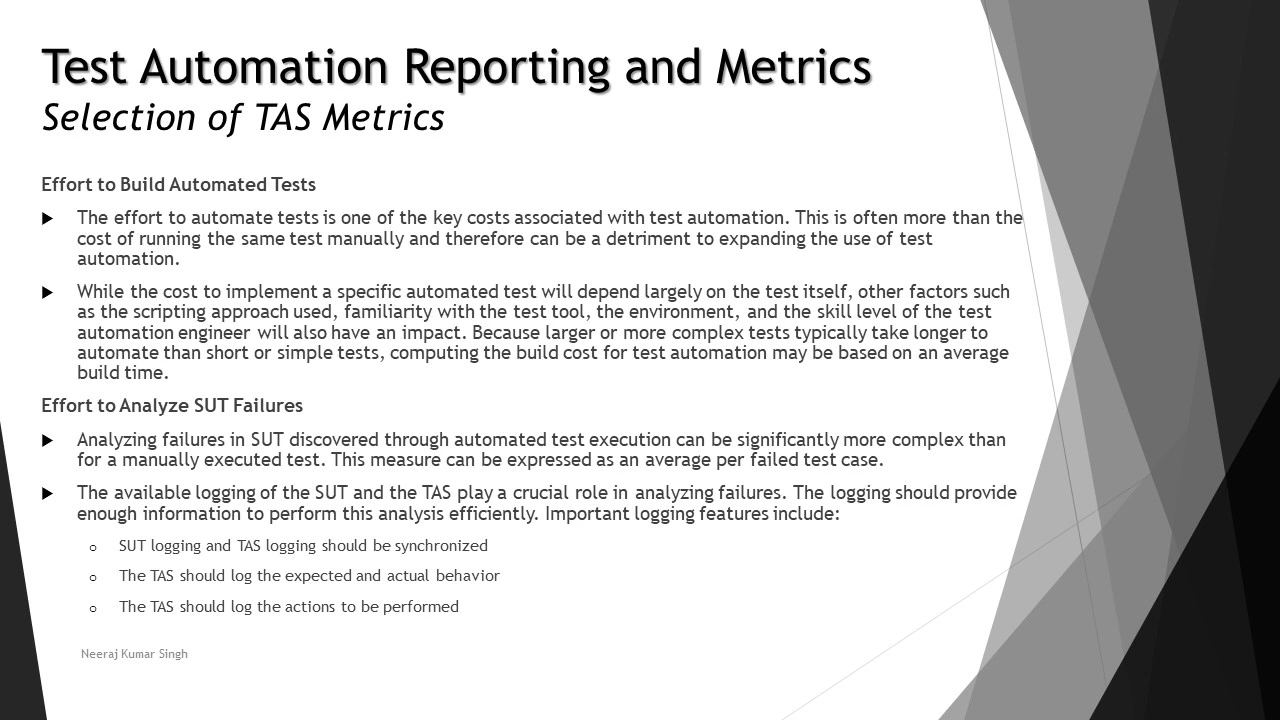 Test Automation Reporting and Metrics
Selection of TAS Metrics
Effort to Build Automated Tests
The effort to automate tests is one of the key costs associated with test automation. This is often more than the
cost of running the same test manually and therefore can be a detriment to expanding the use of test
automation.
While the cost to implement a specific automated test will depend largely on the test itself, other factors such
as the scripting approach used, familiarity with the test tool, the environment, and the skill level of the test
automation engineer will also have an impact. Because larger or more complex tests typically take longer to
automate than short or simple tests, computing the build cost for test automation may be based on an average
build time.
Effort to Analyze SUT Failures
Analyzing failures in SUT discovered through automated test execution can be significantly more complex than
for a manually executed test. This measure can be expressed as an average per failed test case.
The available logging of the SUT and the TAS play a crucial role in analyzing failures. The logging should provide
enough information to perform this analysis efficiently. Important logging features include:
SUT logging and TAS logging should be synchronized
The TAS should log the expected and actual behavior
The TAS should log the actions to be performed
Neeraj Kumar Singh